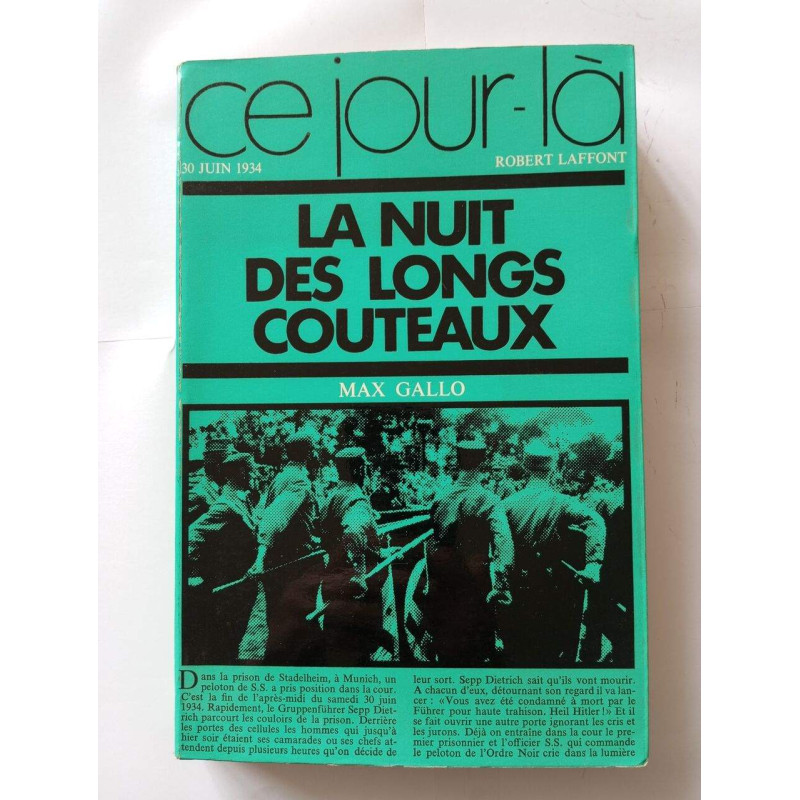 ce jour-là
30 JUIN 1934
ROBERT LAFFONT
LA NUIT
DES LONGS
COUTEAUX
MAX GALLO
Dans la prison de Stadelheim, à Munich, un
peloton de S.S. a pris position dans la cour.
C'est la fin de l'après-midi du samedi 30 juin
1934. Rapidement, le Gruppenführer Sepp Diet-
rich parcourt les couloirs de la prison. Derrière
les portes des cellules les hommes qui jusqu'à
hier soir étaient ses camarades ou ses chefs at-
tendent depuis plusieurs heures qu'on décide de
leur sort. Sepp Dietrich sait qu'ils vont mourir.
A chacun d'eux, détournant son regard il va lan-
cer : «Vous avez été condamné à mort par le
Führer pour haute trahison. Heil Hitler!» Et il
se fait ouvrir une autre porte ignorant les cris et
les jurons. Déjà on entraîne dans la cour le pre-
mier prisonnier et l'officier S.S. qui commande
le peloton de l'Ordre Noir crie dans la lumière